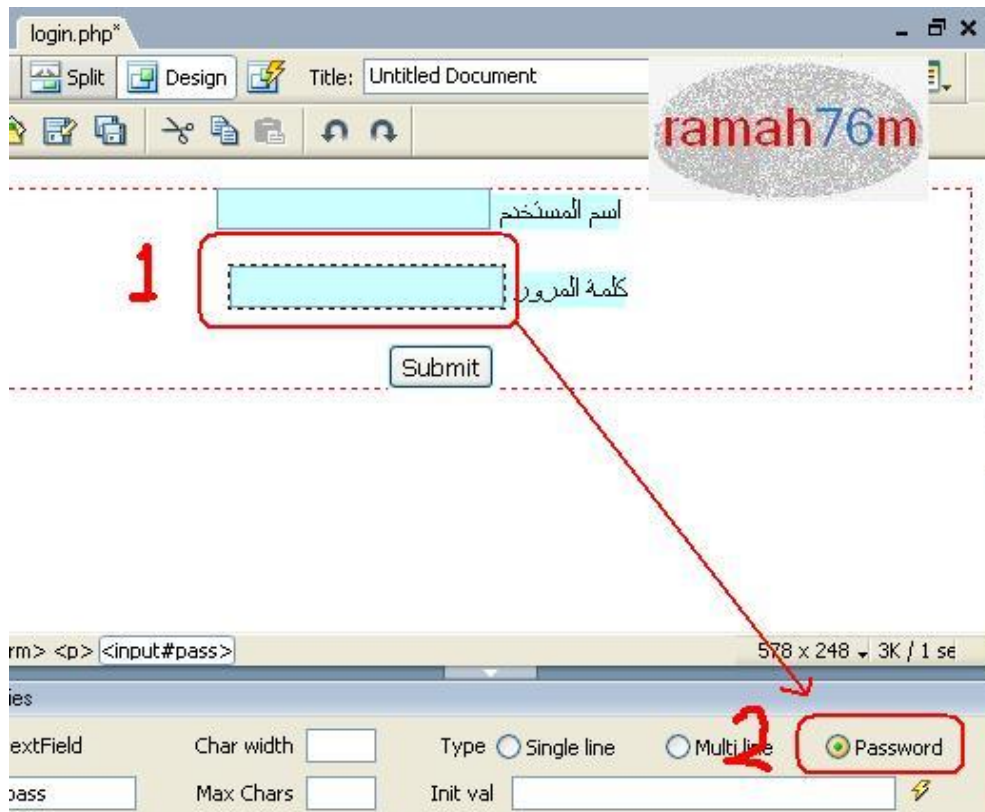 login.php*
Split Design Title: Untitled Document
ramah76m
اسم المستخدم
1
كلمة المرور
Submit
rm> <p> <input#pass> 578 x 248 3K / 1 se
ies
extField Char width Type Single line Multi line 2 Password
pass Max Chars Init val